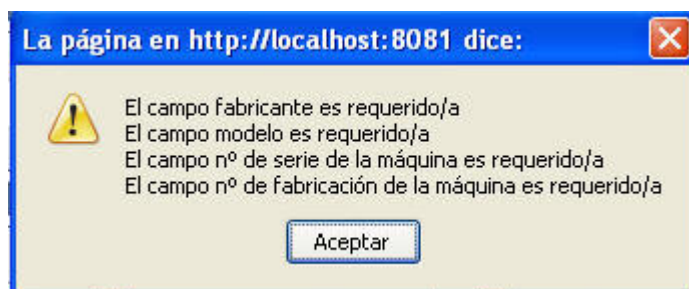 La página en http://localhost:8081 dice:
El campo fabricante es requerido/a
El campo modelo es requerido/a
El campo nº de serie de la máquina es requerido/a
El campo nº de fabricación de la máquina es requerido/a
Aceptar